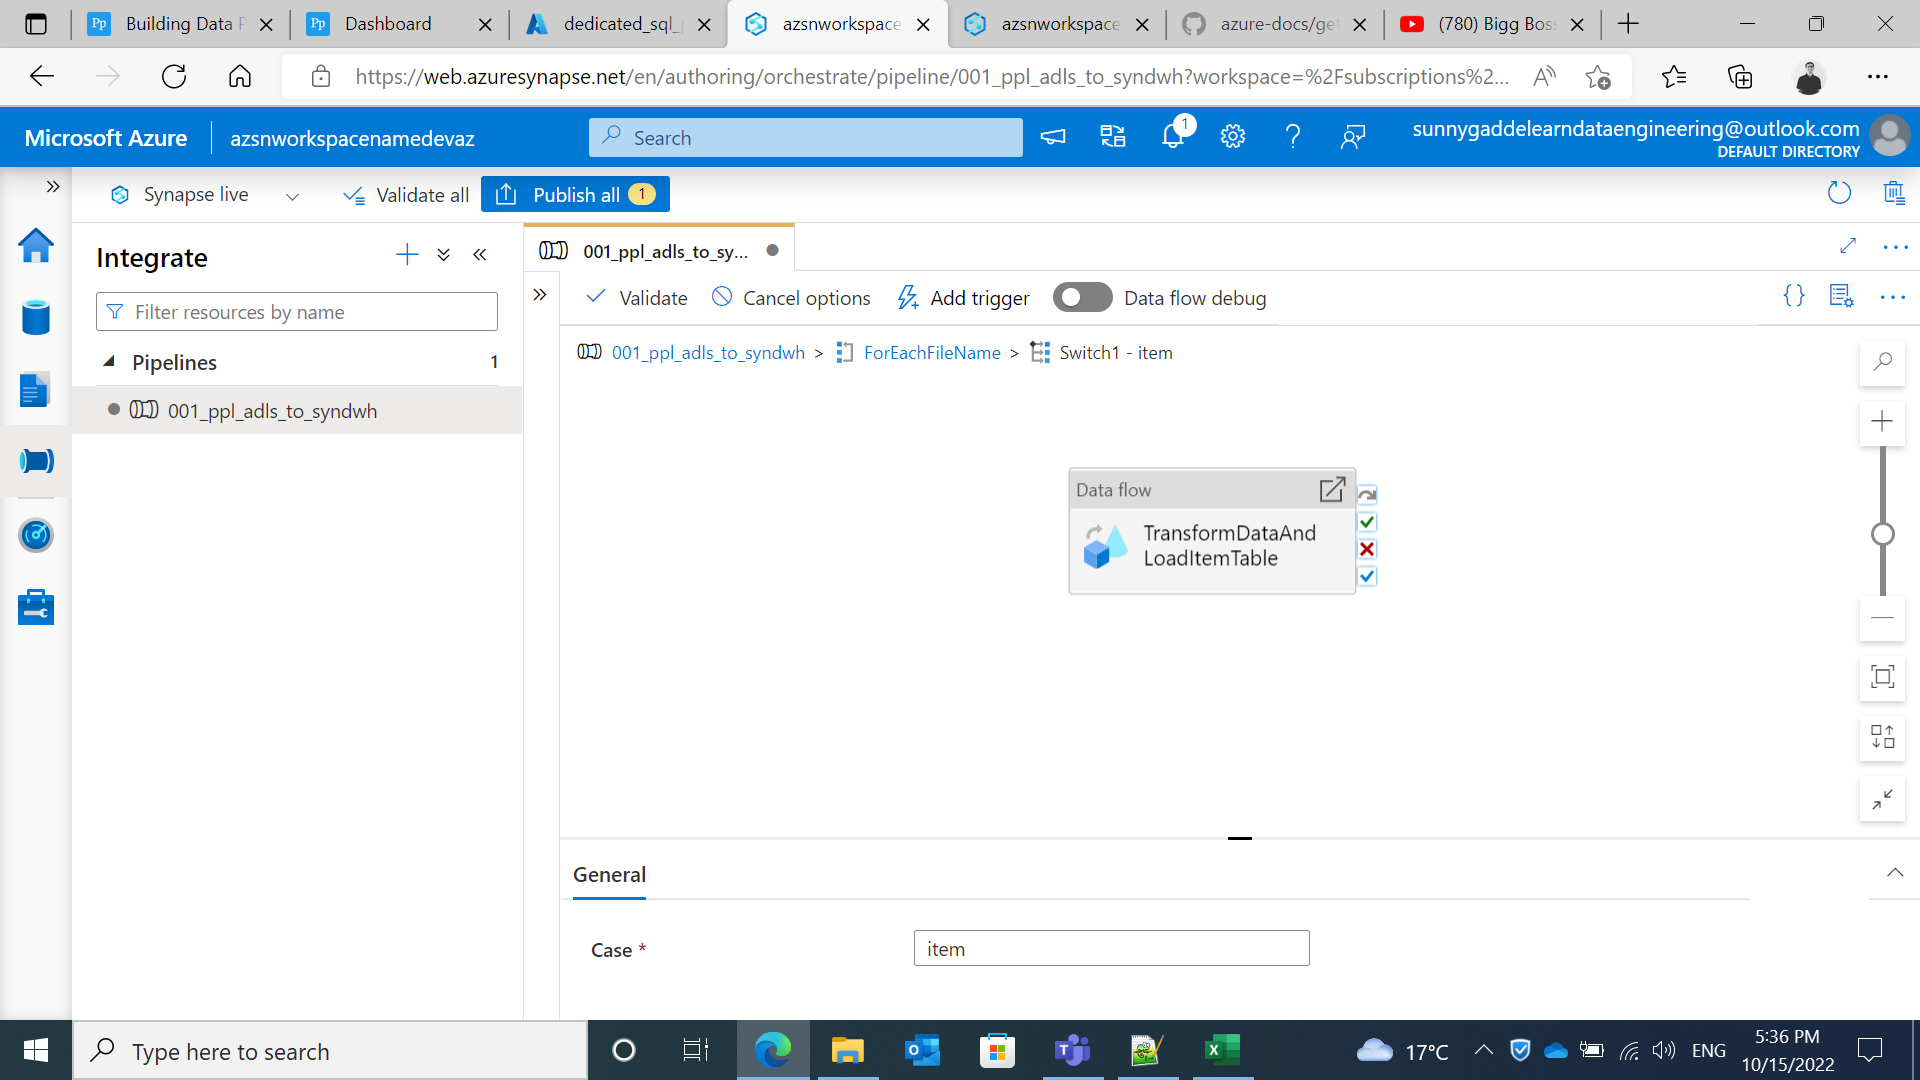 Building Data P
Dashboard
dedicated_sql_
azsnworkspace
azsnworkspace
azure-docs/get
(780) Bigg Bos
https://web.azuresynapse.net/en/authoring/orchestrate/pipeline/001_ppl_adls_to_syndwh?workspace=%2Fsubscriptions%2...
Microsoft Azure
azsnworkspacenamedevaz
Search
1
sunnygaddelearndataengineering@outlook.com
DEFAULT DIRECTORY
Synapse live
Validate all
Publish all 1
Integrate
Filter resources by name
Pipelines 1
001_ppl_adls_to_syndwh
001_ppl_adls_to_sy...
Validate
Cancel options
Add trigger
Data flow debug
001_ppl_adls_to_syndwh > ForEachFileName > Switch1 - item
Data flow
TransformDataAnd
LoadItemTable
General
Case *
item
Type here to search
17°C
ENG
5:36 PM
10/15/2022